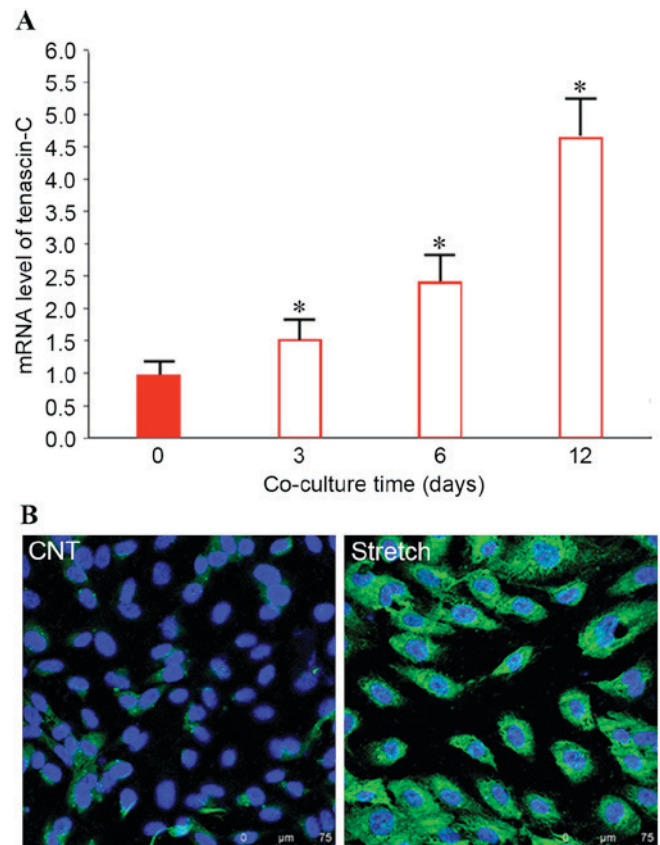 A
mRNA level of tenascin-C
6.0
5.5
5.0
4.5
4.0
3.5
3.0
2.5
2.0
1.5
1.0
0.5
0.0
*
*
*
0 3 6 12
Co-culture time (days)
B
CNT
Stretch
0 µm 75
0 µm 75